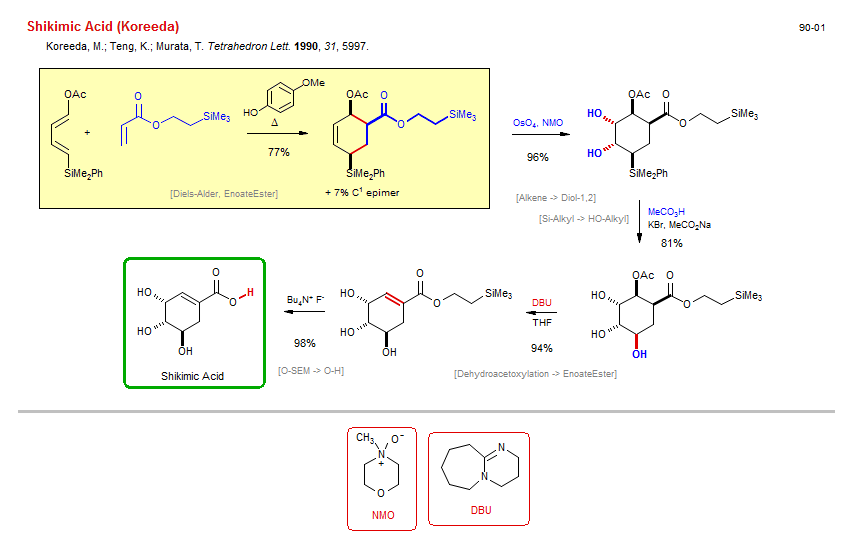 Shikimic Acid (Koreeda)
90-01
Koreeda, M.; Teng, K.; Murata, T. Tetrahedron Lett. 1990, 31, 5997.
OAc
SiMe₂Ph
+
O
O
SiMe₃
HO
OMe
Δ
77%
OAc
O
O
SiMe₃
SiMe₂Ph
+ 7% C¹ epimer
[Diels-Alder, EnoateEster]
OsO₄, NMO
96%
[Alkene -> Diol-1,2]
OAc
O
HO
O
SiMe₃
HO
SiMe₂Ph
[Si-Alkyl -> HO-Alkyl]
MeCO₃H
KBr, MeCO₂Na
81%
OAc
O
HO
O
SiMe₃
HO
OH
DBU
THF
94%
[Dehydroacetoxylation -> EnoateEster]
O
HO
O
SiMe₃
HO
OH
Bu₄N⁺ F⁻
98%
[O-SEM -> O-H]
O
HO
O
H
HO
OH
Shikimic Acid
CH₃
O⁻
N
+
O
NMO
N
N
DBU